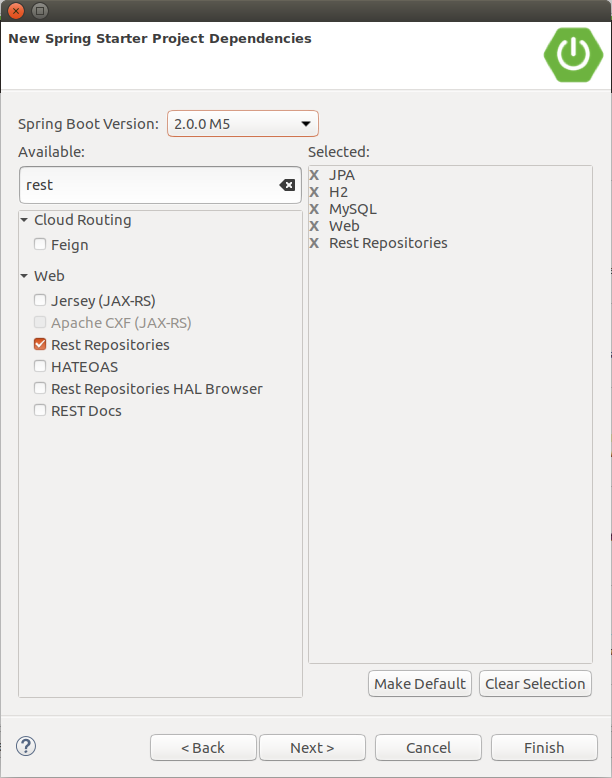 New Spring Starter Project Dependencies
Spring Boot Version: 2.0.0 M5
Available:
rest
Cloud Routing
Feign
Web
Jersey (JAX-RS)
Apache CXF (JAX-RS)
Rest Repositories
HATEOAS
Rest Repositories HAL Browser
REST Docs
Selected:
X JPA
X H2
X MySQL
X Web
X Rest Repositories
Make Default
Clear Selection
?
< Back
Next >
Cancel
Finish